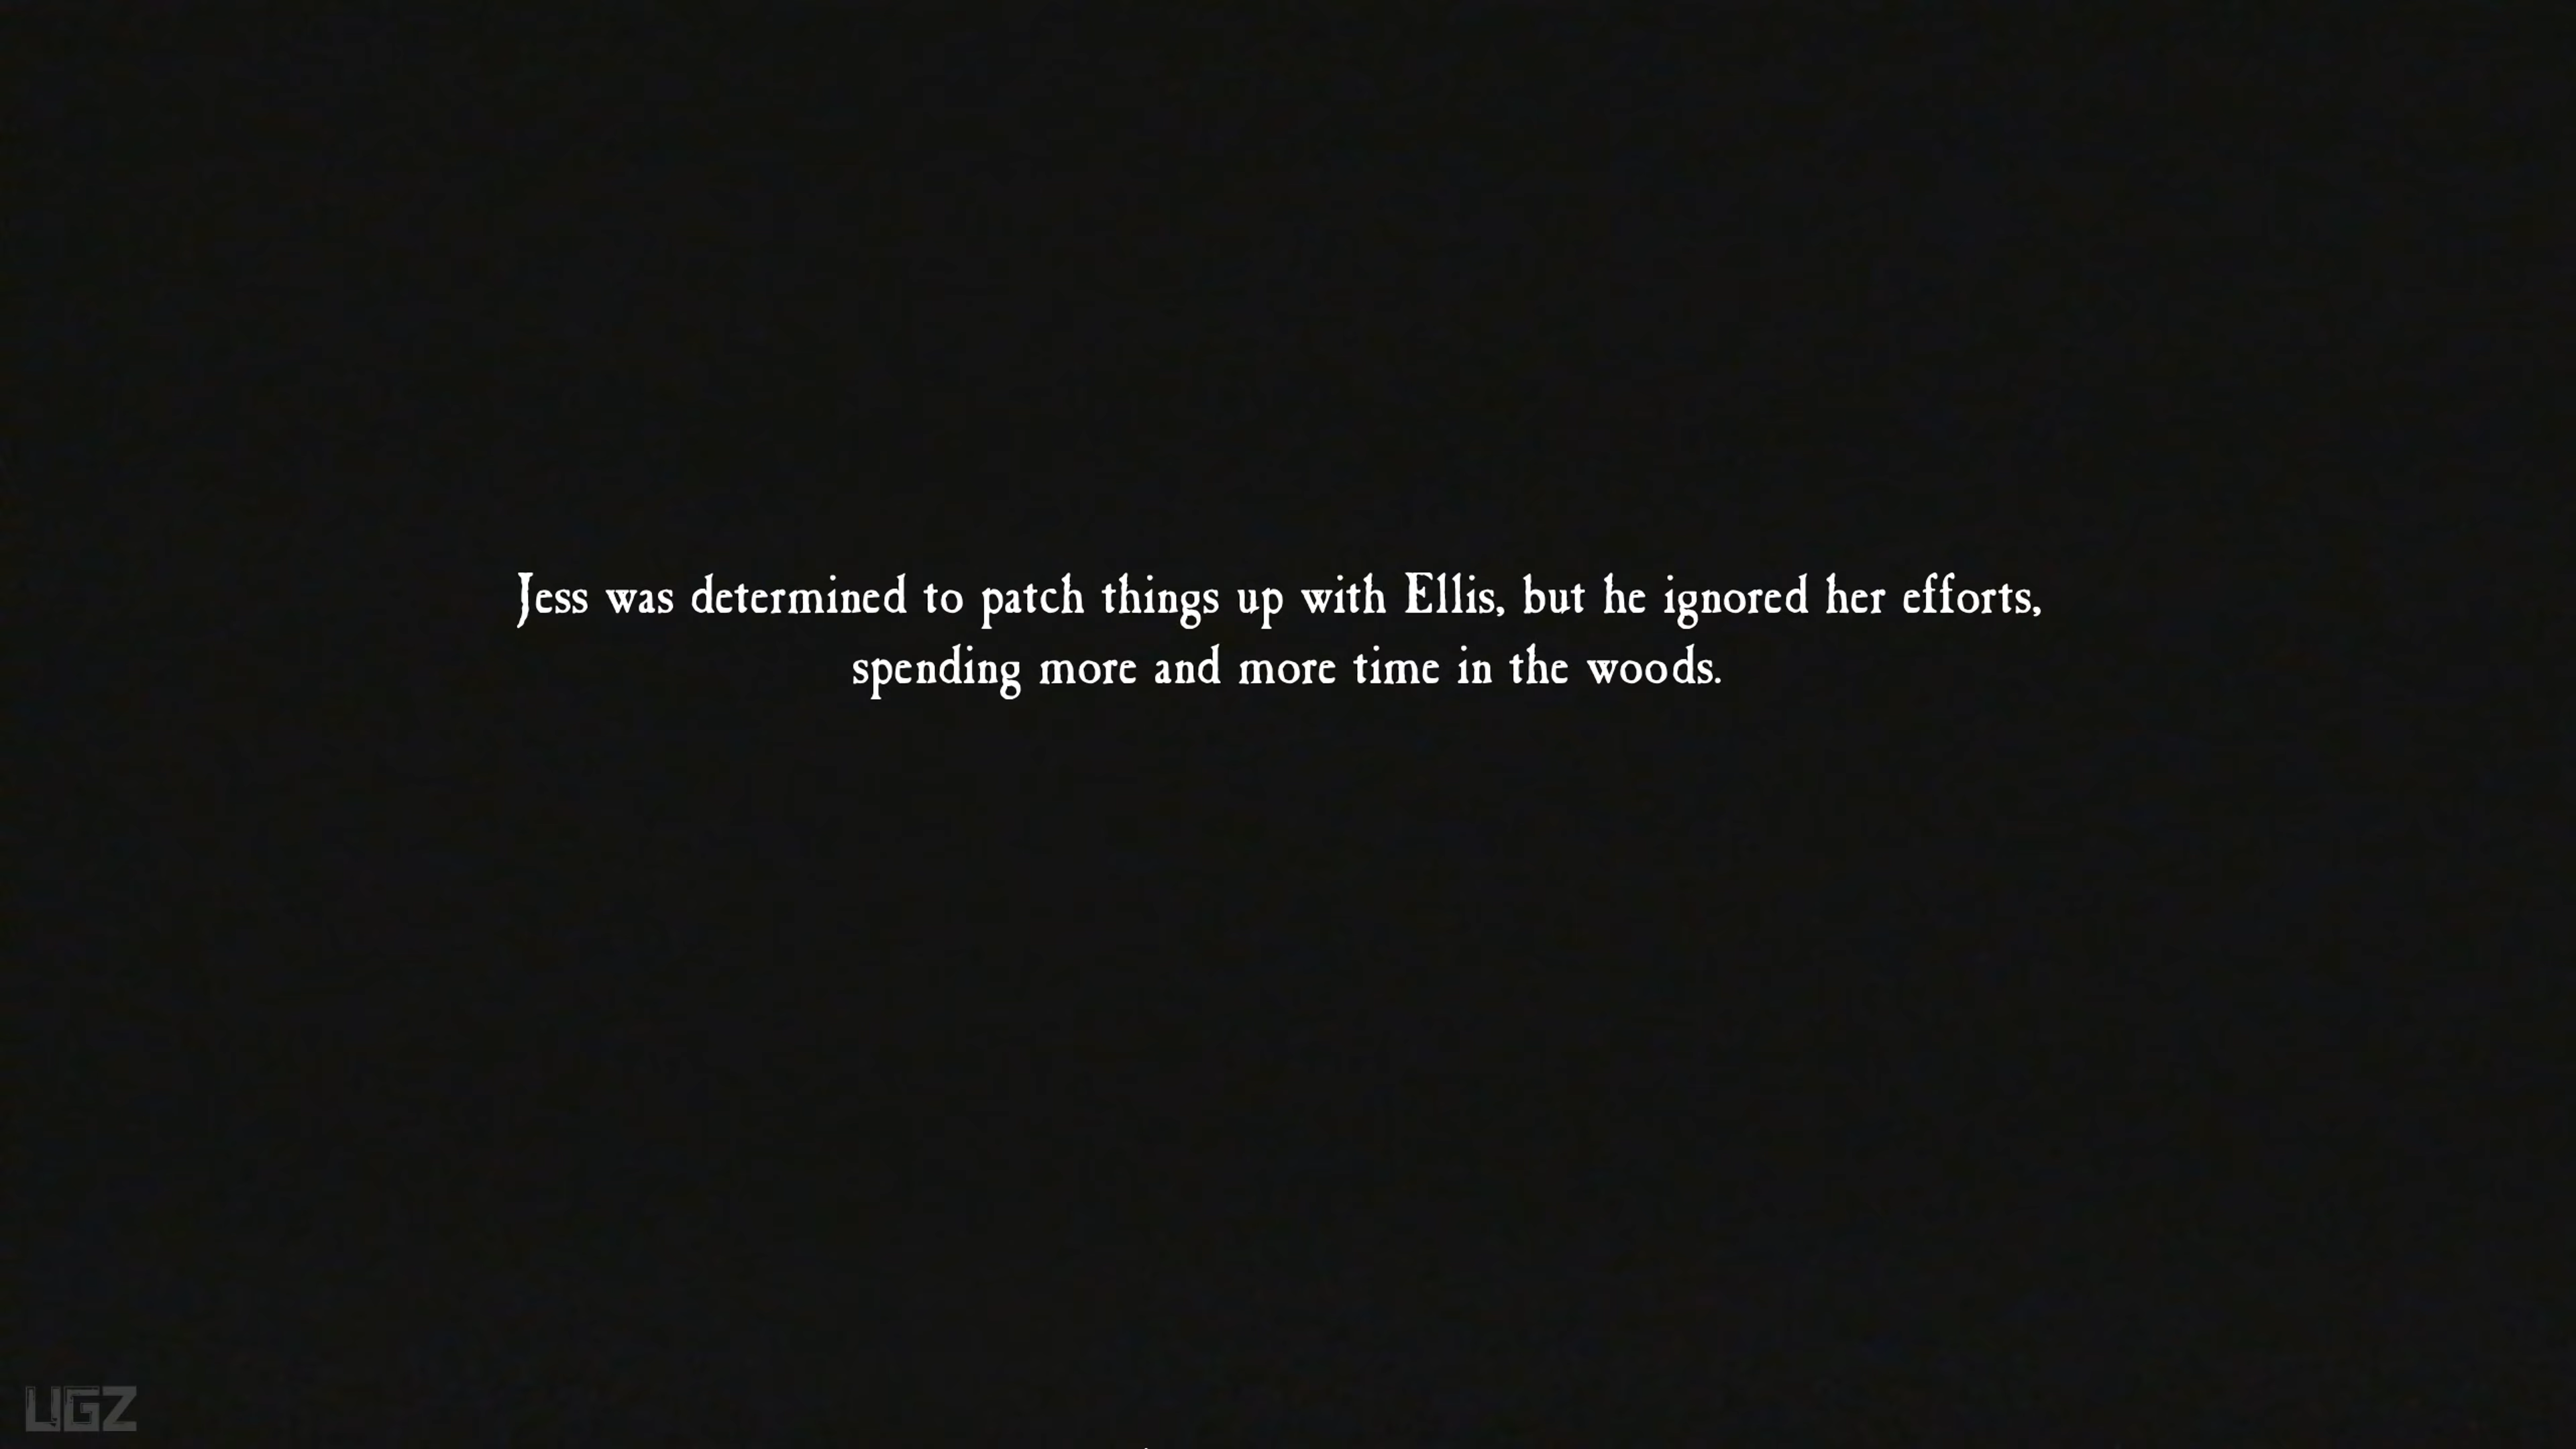 Jess was determined to patch things up with Ellis, but he ignored her efforts,
spending more and more time in the woods.
UGZ